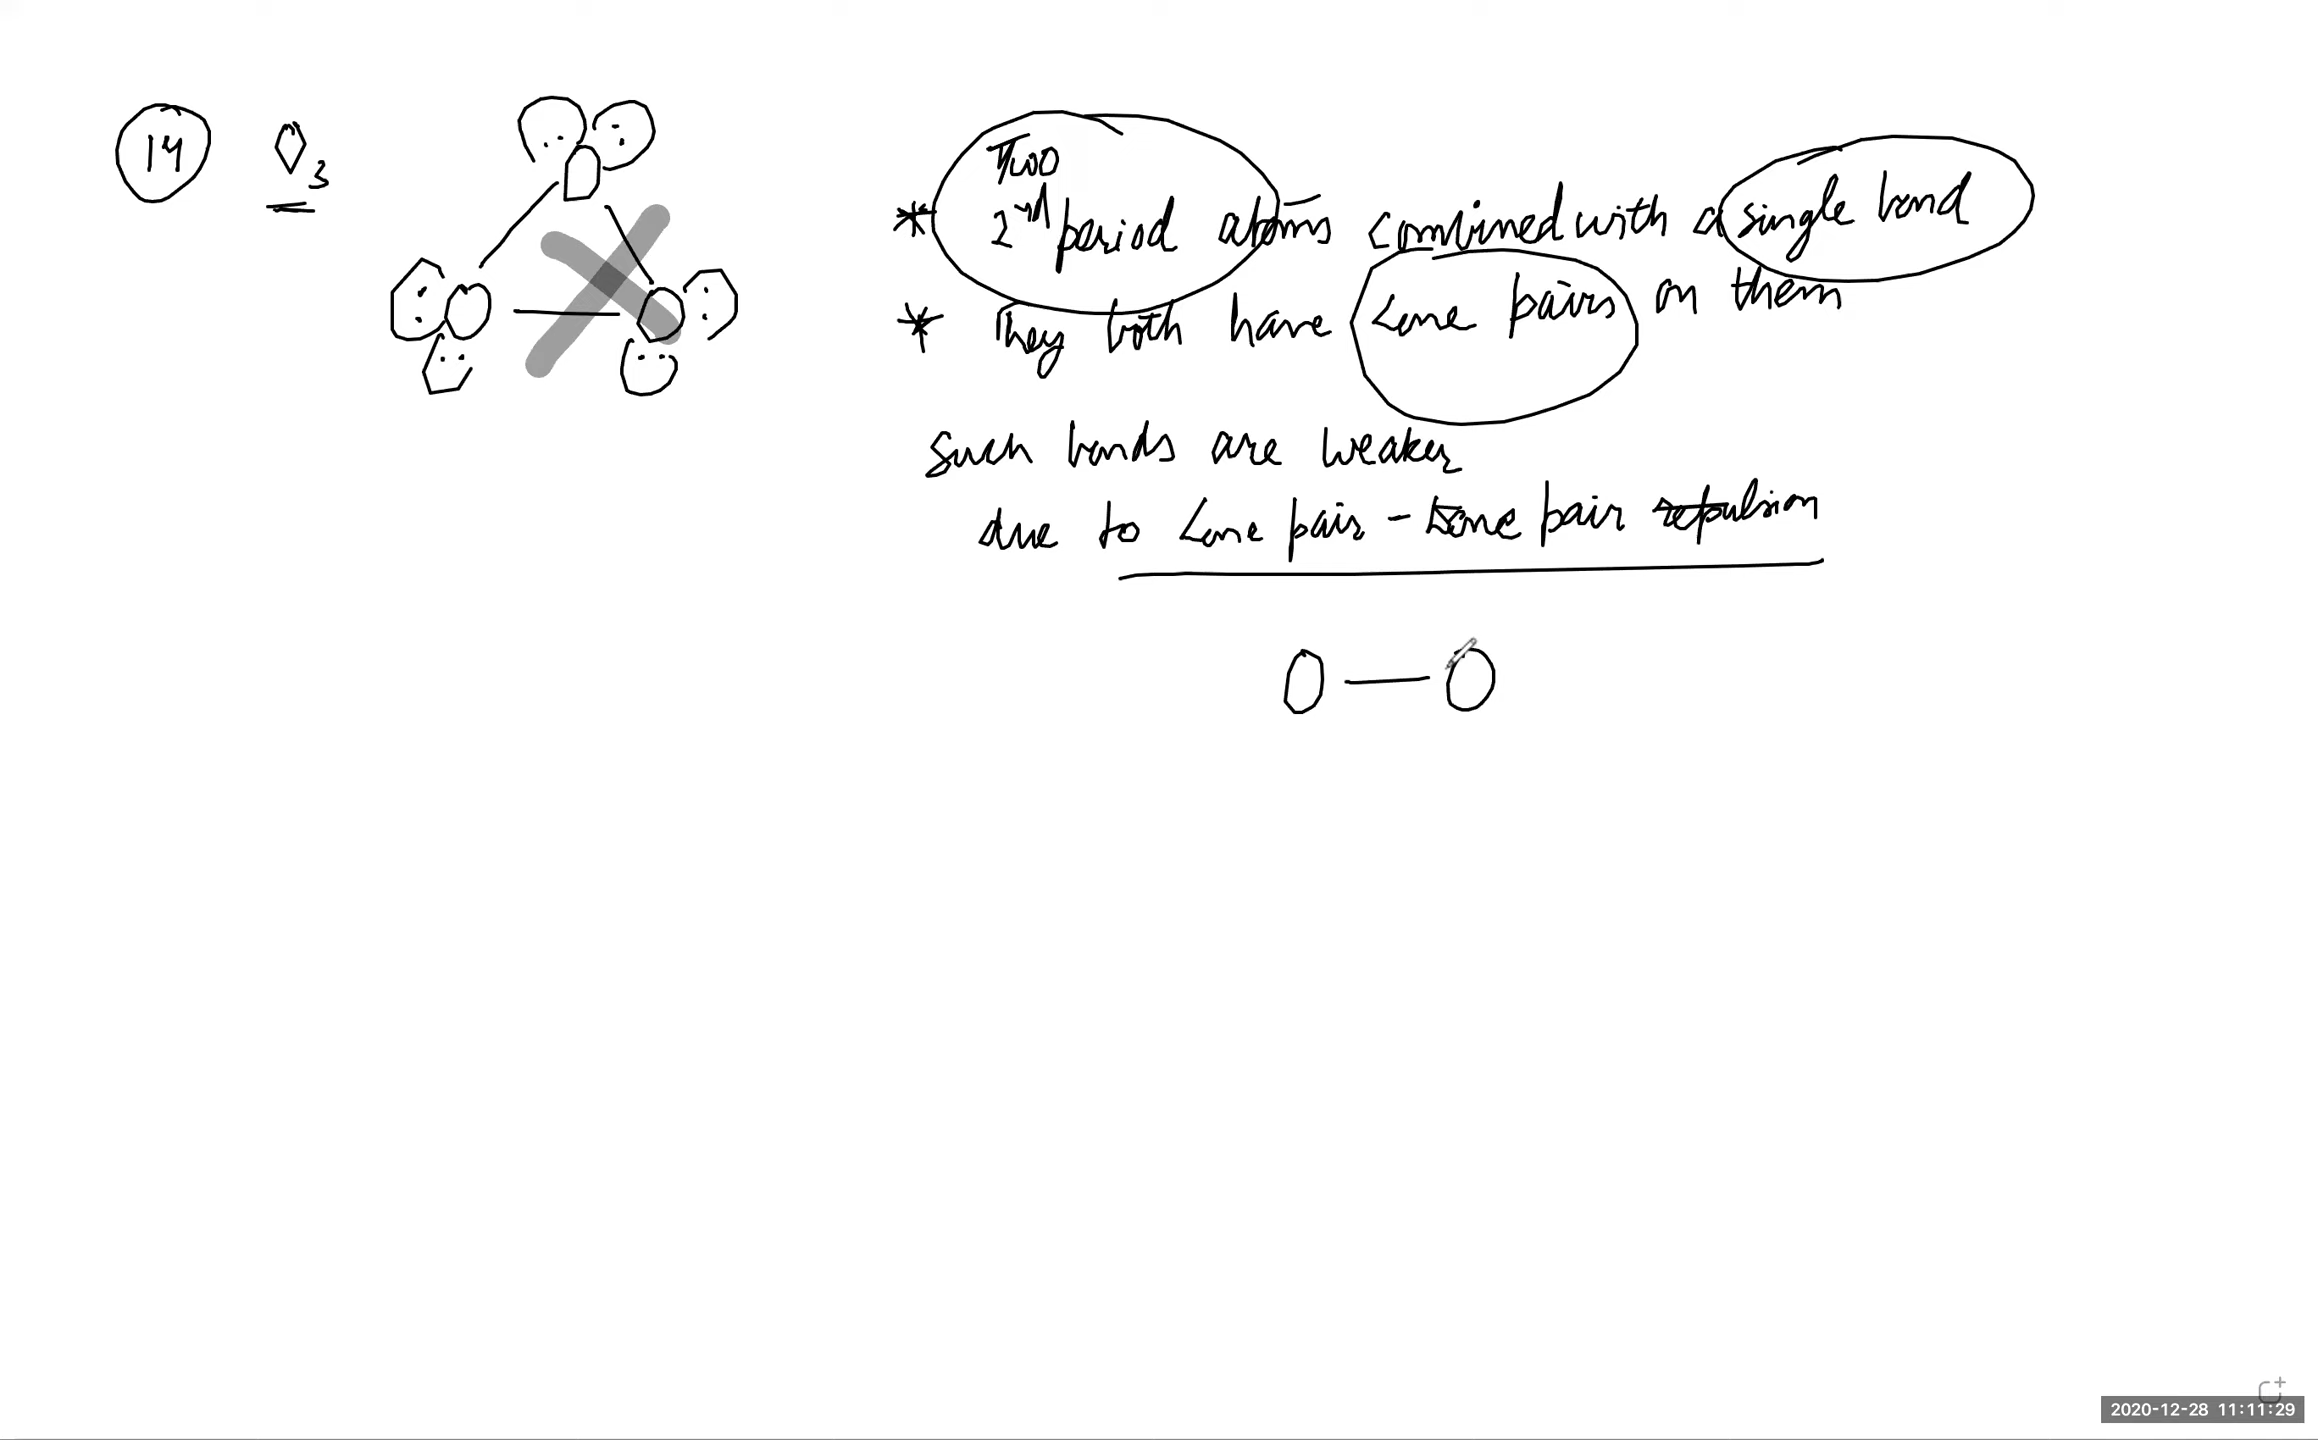 14
O3
O
O O
Two
* 2nd period atoms combined with a single bond
* They both have Lone pairs on them
Such bonds are weaker
due to Lone pair - Lone pair repulsion
O — O
2020-12-28 11:11:29